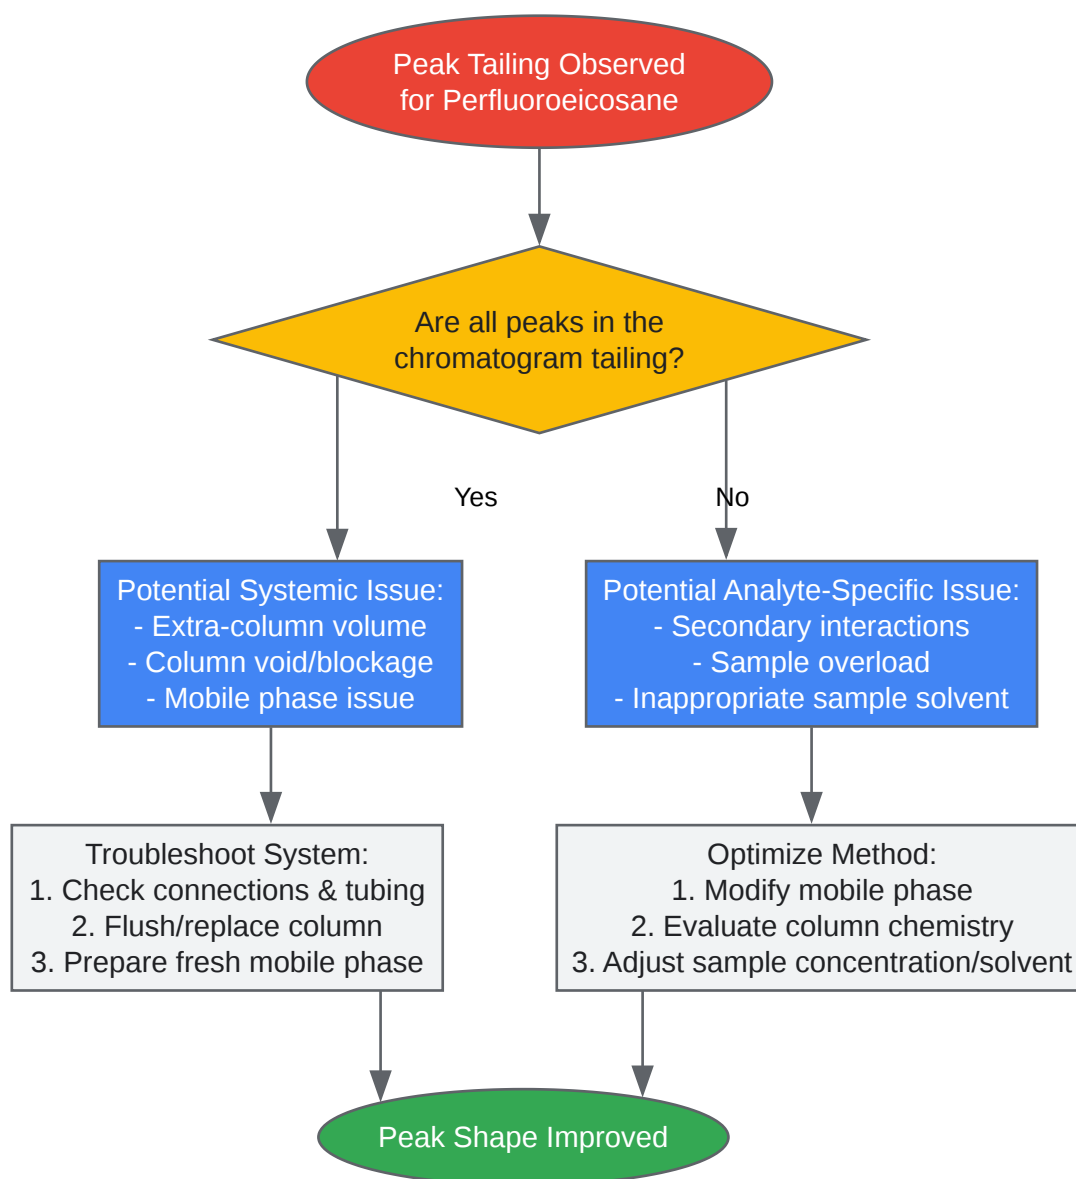 Peak Tailing Observed
for Perfluoroeicosane
Are all peaks in the
chromatogram tailing?
Yes
No
Potential Systemic Issue:
- Extra-column volume
- Column void/blockage
- Mobile phase issue
Potential Analyte-Specific Issue:
- Secondary interactions
- Sample overload
- Inappropriate sample solvent
Troubleshoot System:
1. Check connections & tubing
2. Flush/replace column
3. Prepare fresh mobile phase
Optimize Method:
1. Modify mobile phase
2. Evaluate column chemistry
3. Adjust sample concentration/solvent
Peak Shape Improved